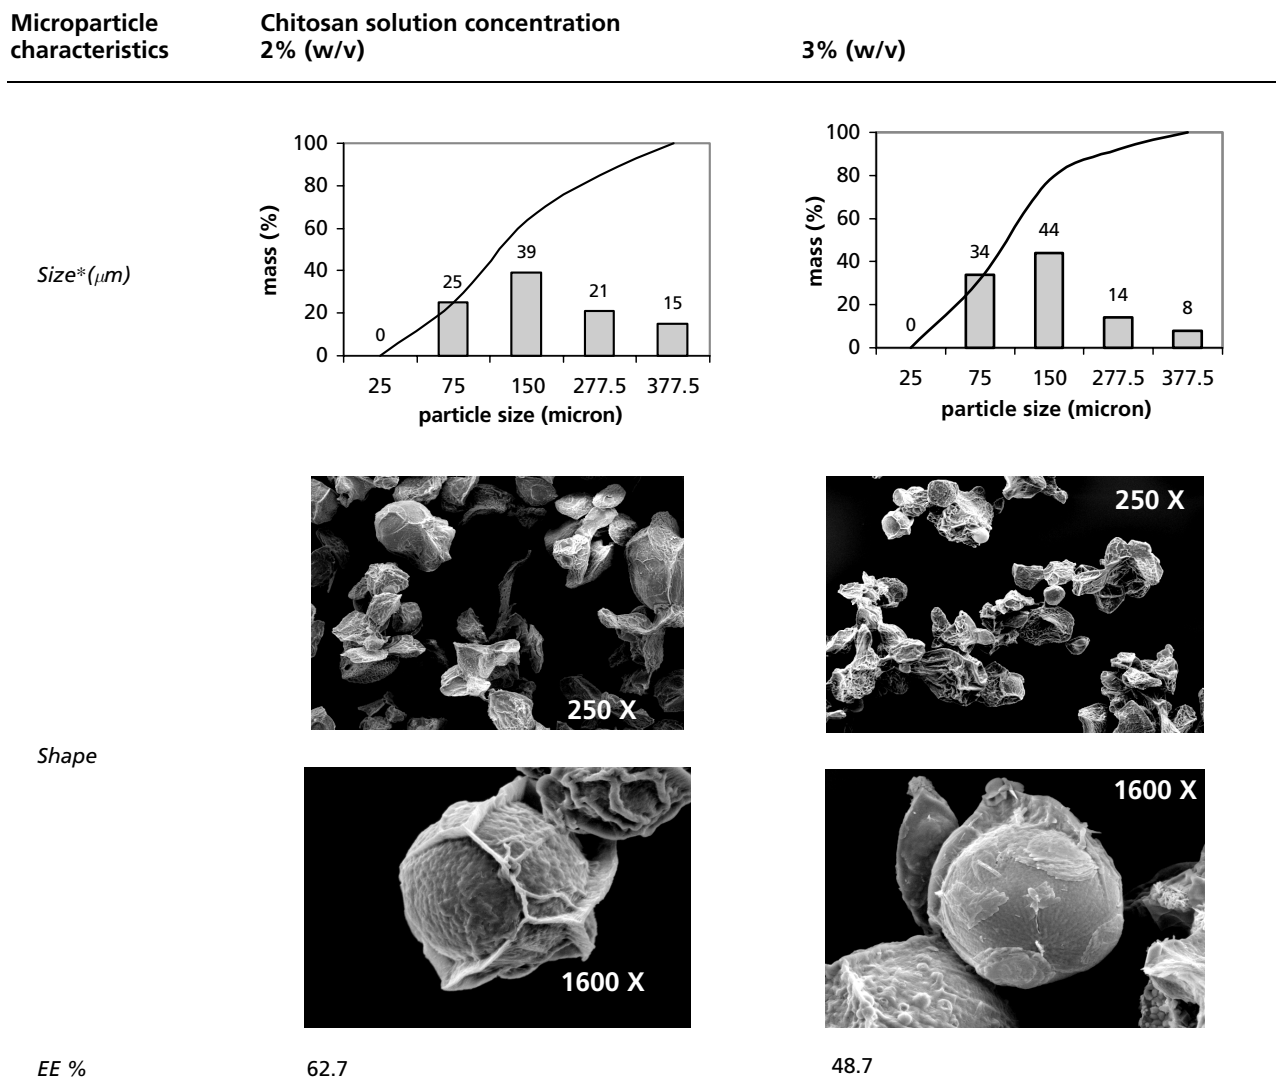 Microparticle characteristics
Chitosan solution concentration
2% (w/v)
3% (w/v)
Size*(μm)
mass (%)
100
80
60
40
20
0
0
25
39
21
15
25
75
150
277.5
377.5
particle size (micron)
mass (%)
100
80
60
40
20
0
0
34
44
14
8
25
75
150
277.5
377.5
particle size (micron)
Shape
250 X
250 X
1600 X
1600 X
EE %
62.7
48.7